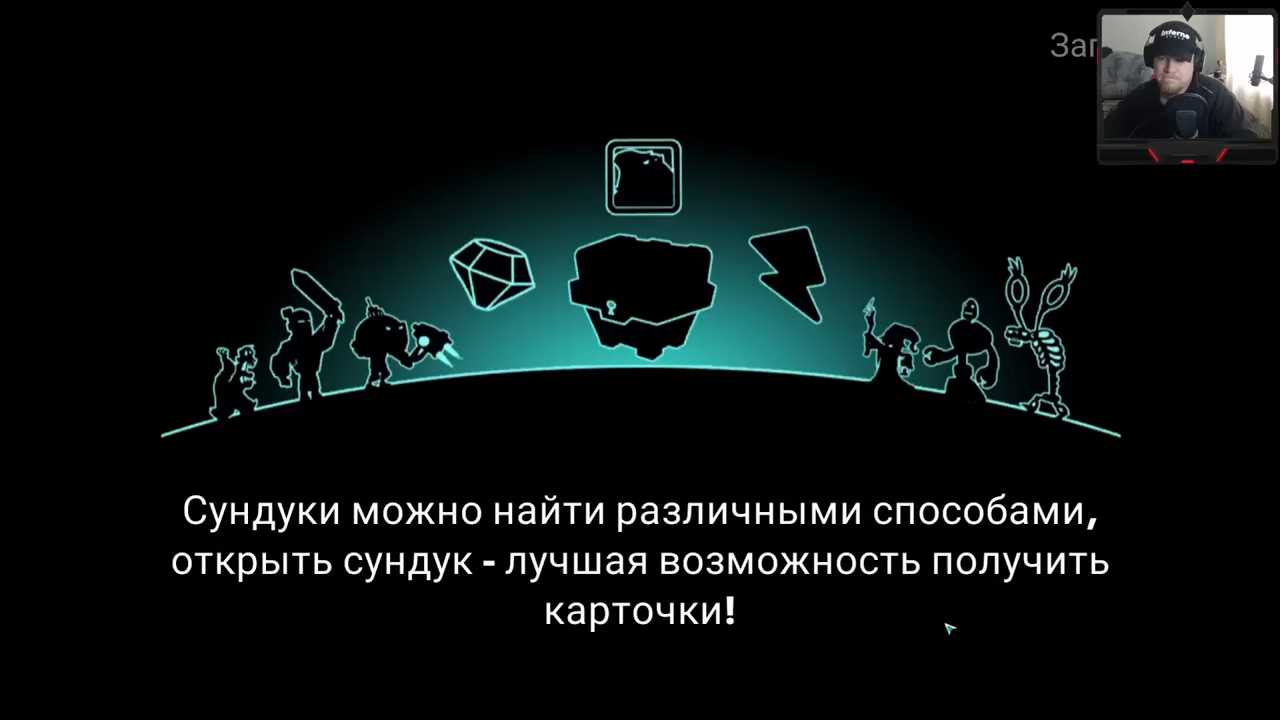 Сундуки можно найти различными способами,
открыть сундук - лучшая возможность получить
карточки!